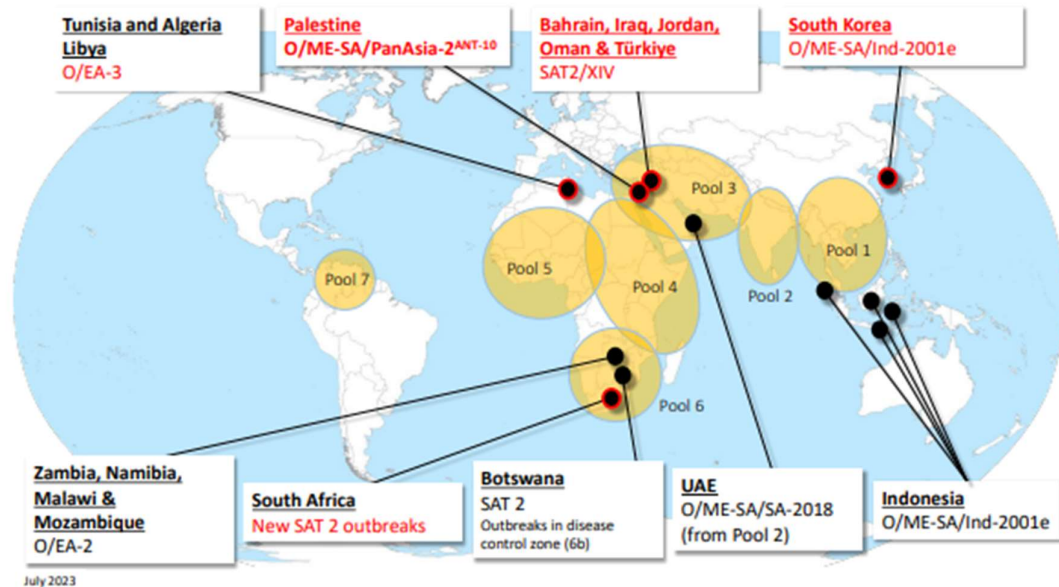 Tunisia and Algeria
Libya
O/EA-3
Palestine
O/ME-SA/PanAsia-2ANT-10
Bahrain, Iraq, Jordan,
Oman & Türkiye
SAT2/XIV
South Korea
O/ME-SA/Ind-2001e
Pool 3
Pool 1
Pool 5
Pool 7
Pool 4
Pool 2
Pool 6
Zambia, Namibia,
Malawi &
Mozambique
O/EA-2
South Africa
New SAT 2 outbreaks
Botswana
SAT 2
Outbreaks in disease
control zone (6b)
UAE
O/ME-SA/SA-2018
(from Pool 2)
Indonesia
O/ME-SA/Ind-2001e
July 2023